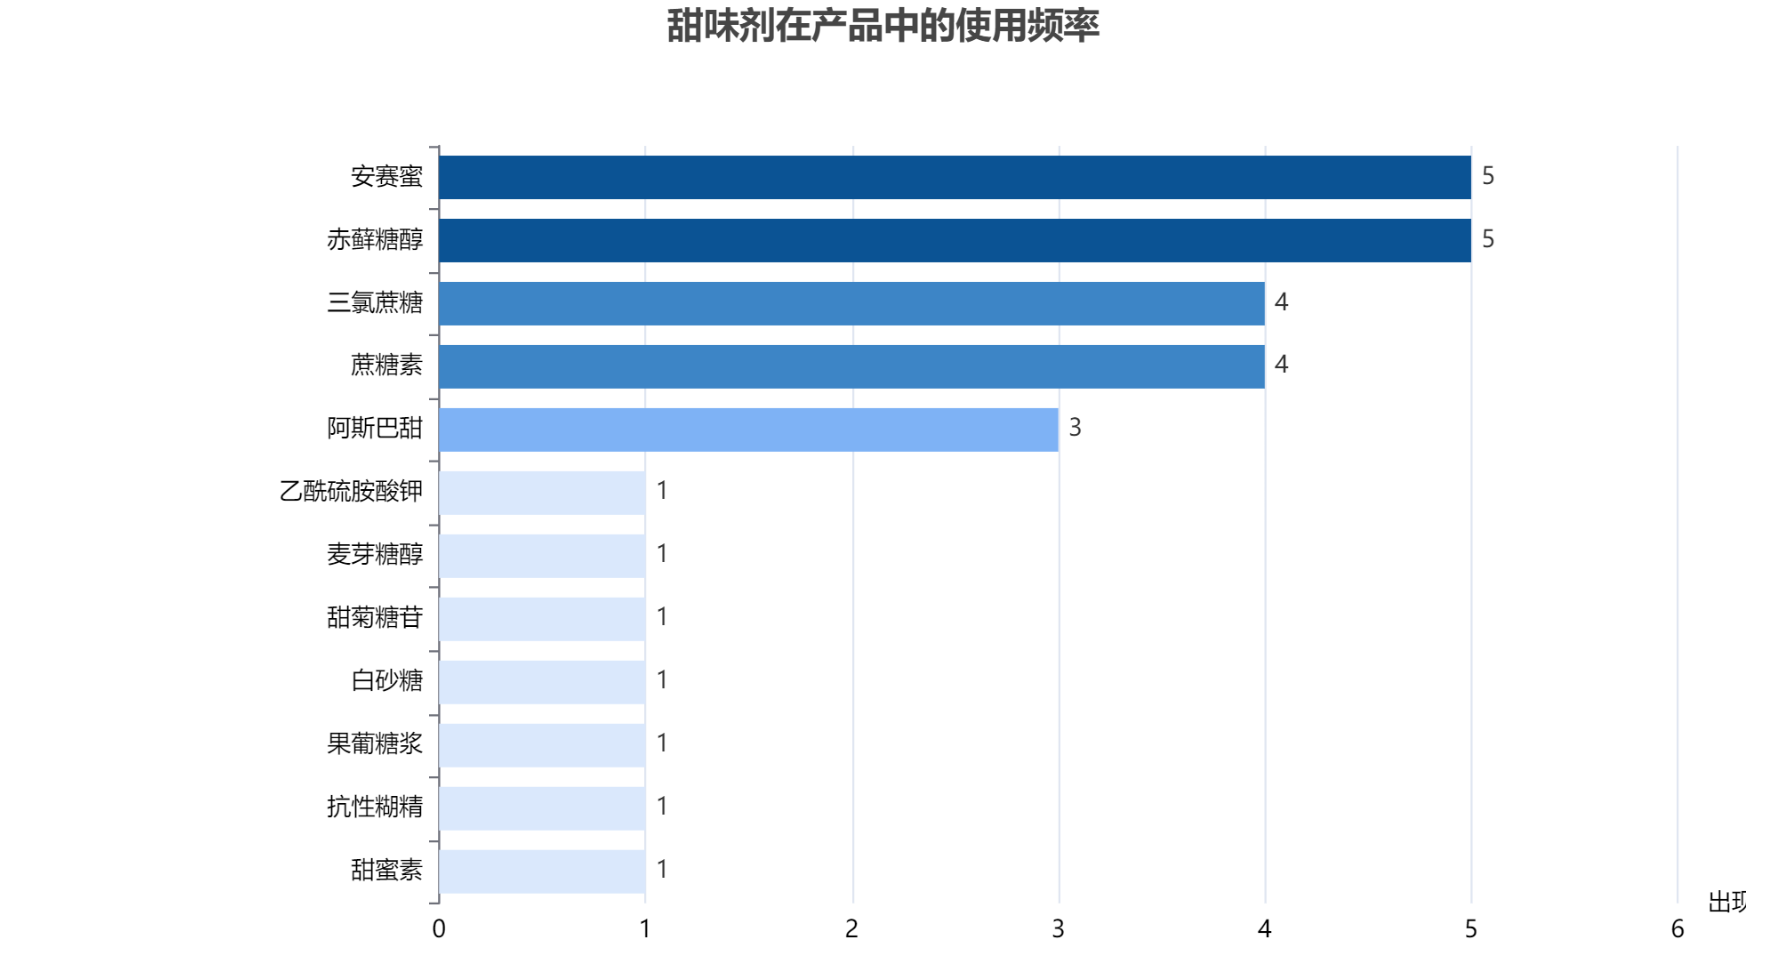 甜味剂在产品中的使用频率
安赛蜜 5
赤藓糖醇 5
三氯蔗糖 4
蔗糖素 4
阿斯巴甜 3
乙酰硫胺酸钾 1
麦芽糖醇 1
甜菊糖苷 1
白砂糖 1
果葡糖浆 1
抗性糊精 1
甜蜜素 1
出现
0 1 2 3 4 5 6